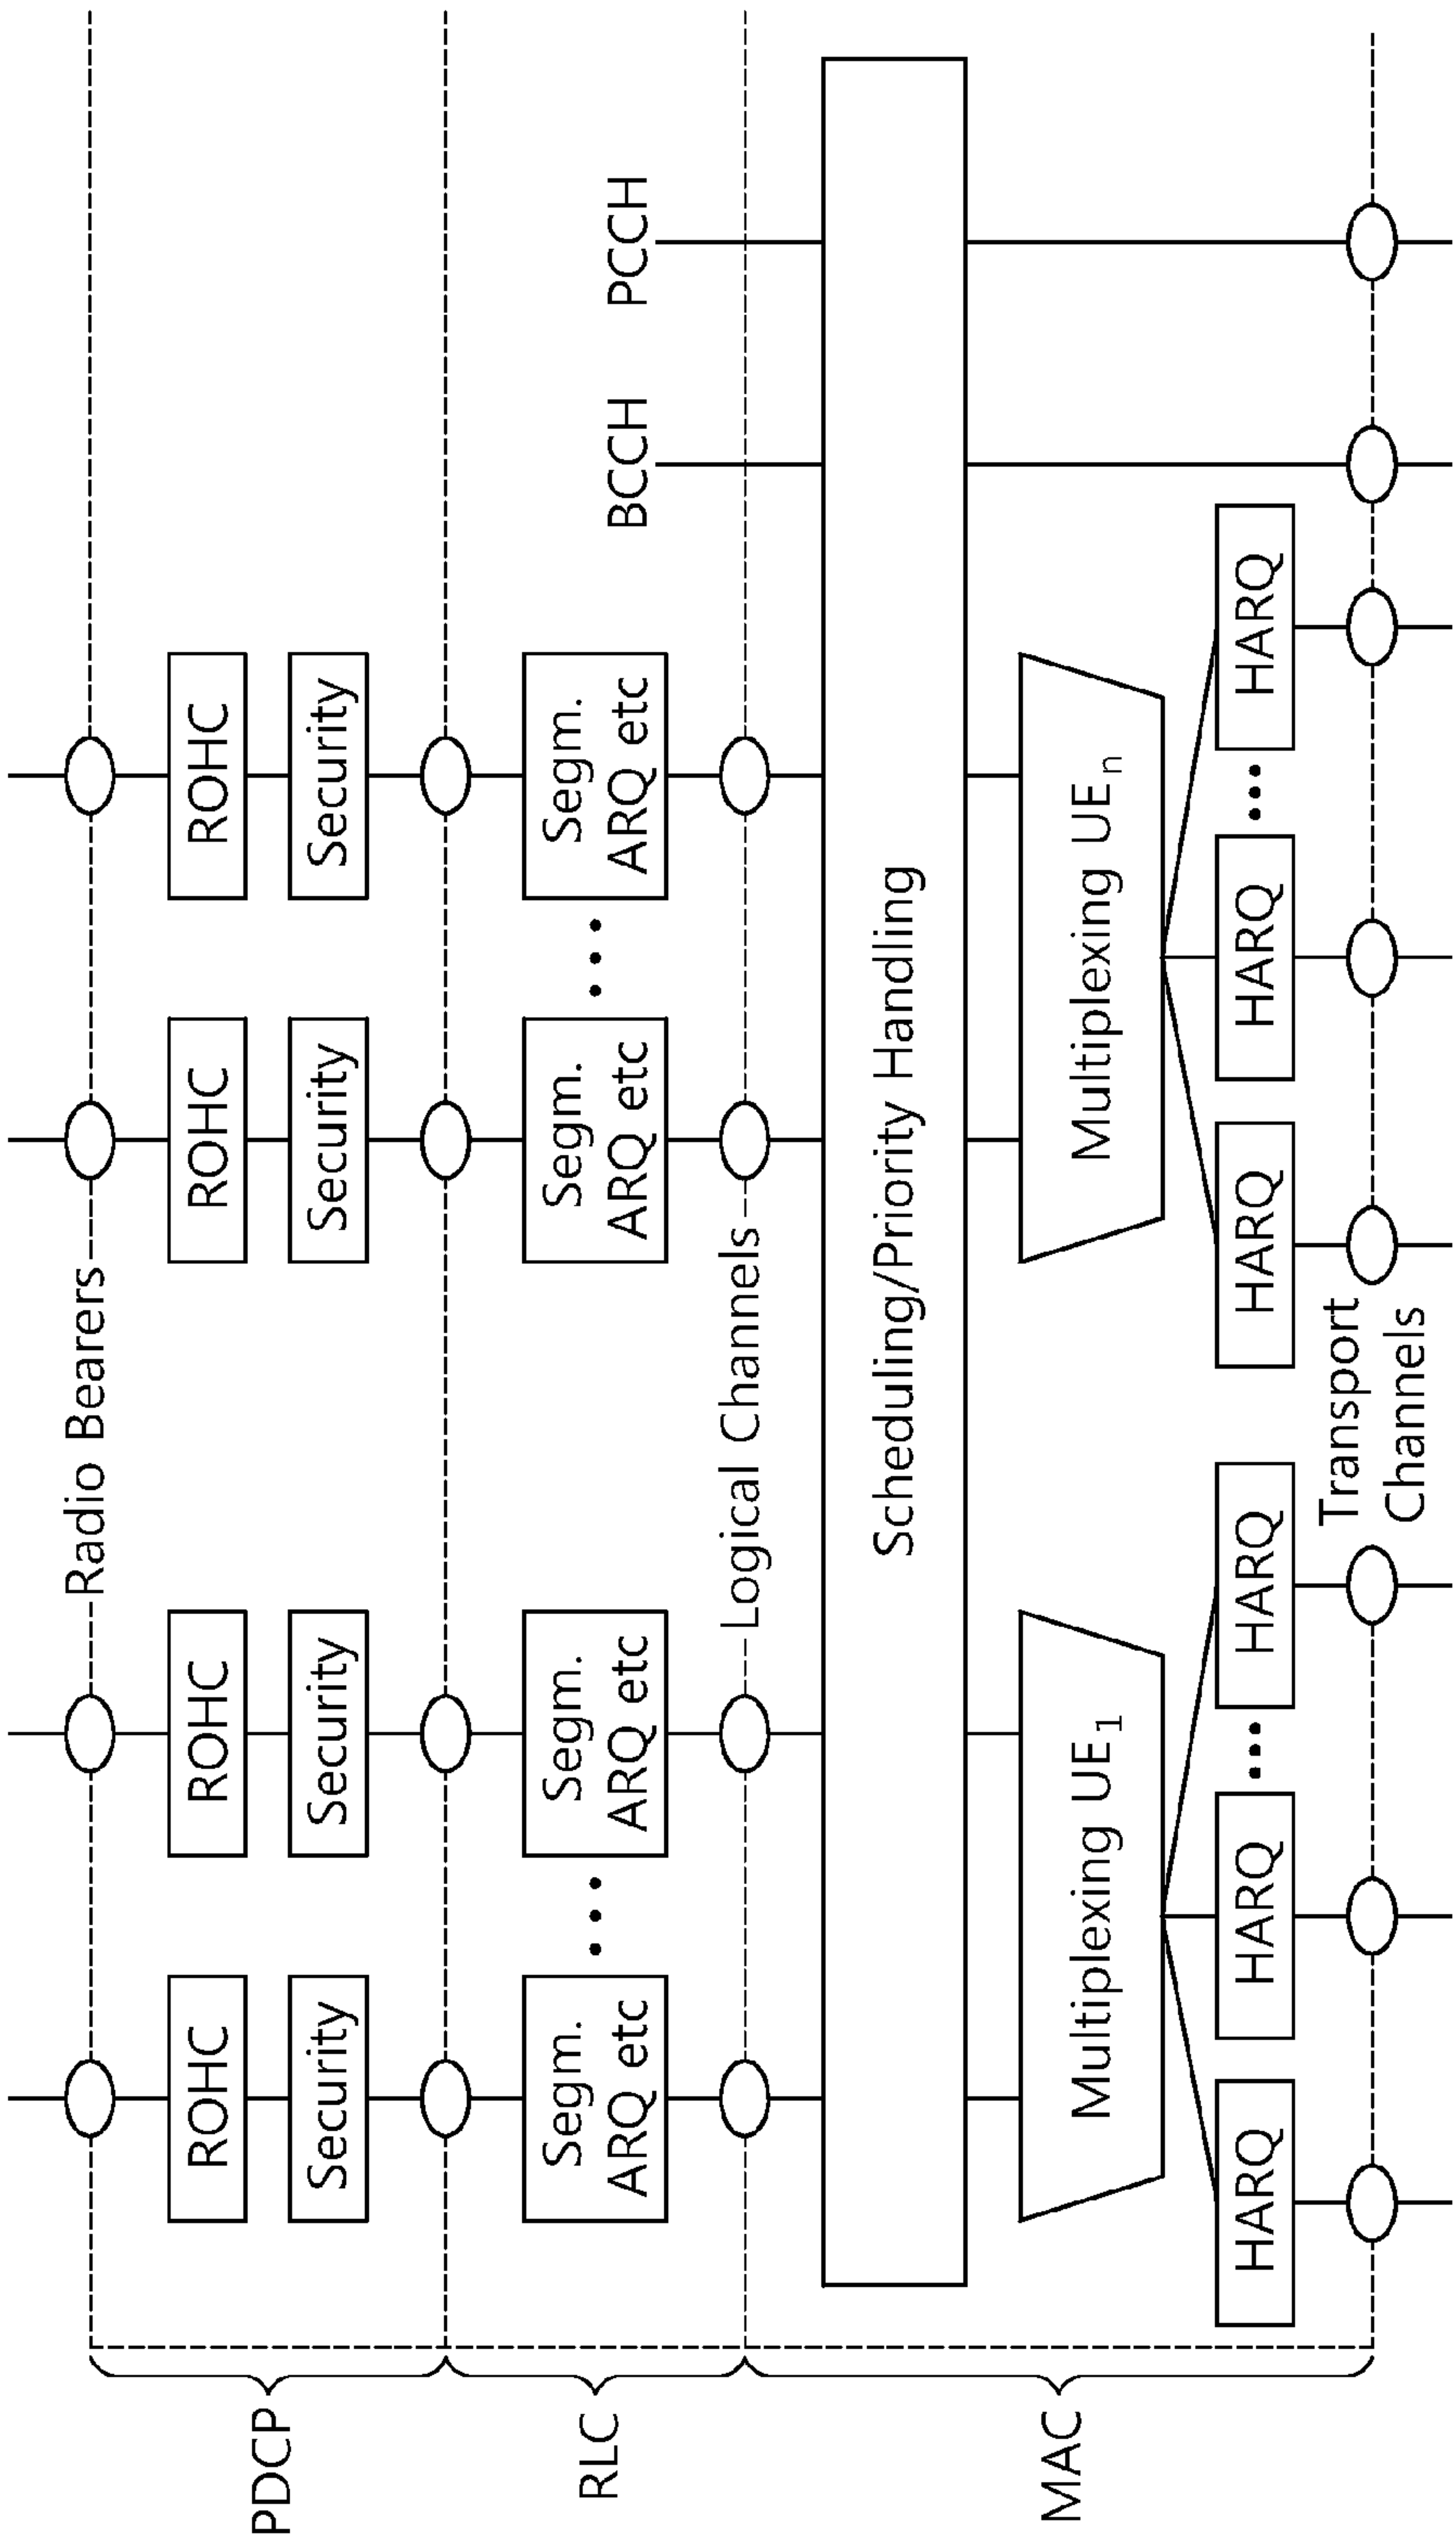 Radio Bearers
PDCP
ROHC
ROHC
ROHC
ROHC
Security
Security
Security
Security
RLC
Segm.
ARQ etc
...
Segm.
ARQ etc
Segm.
ARQ etc
...
Segm.
ARQ etc
BCCH
PCCH
Logical Channels
Scheduling/Priority Handling
MAC
Multiplexing UE1
Multiplexing UEn
HARQ
HARQ
...
HARQ
HARQ
HARQ
...
HARQ
Transport
Channels